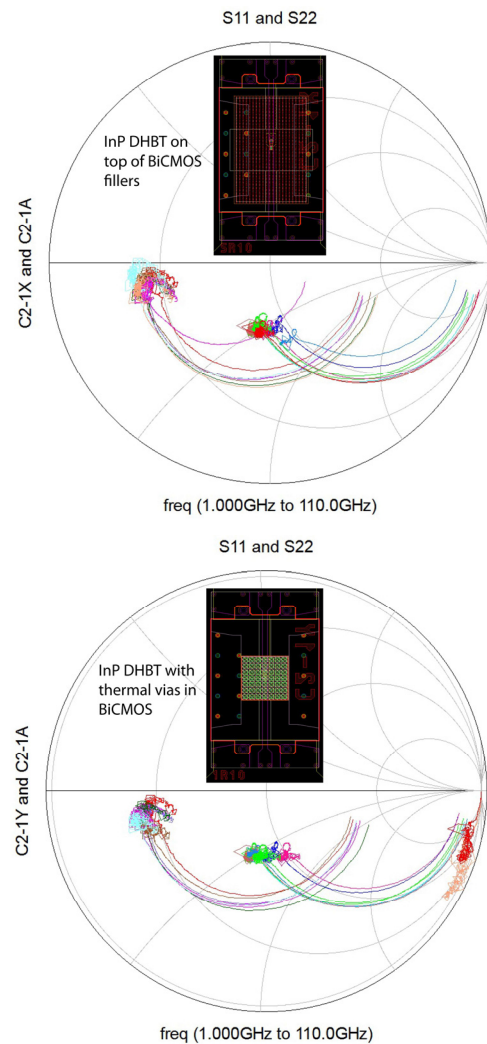 S11 and S22
InP DHBT on
top of BiCMOS
fillers
SR10
C2-1X and C2-1A
freq (1.000GHz to 110.0GHz)
S11 and S22
InP DHBT with
thermal vias in
BiCMOS
C2-1Y and C2-1A
freq (1.000GHz to 110.0GHz)